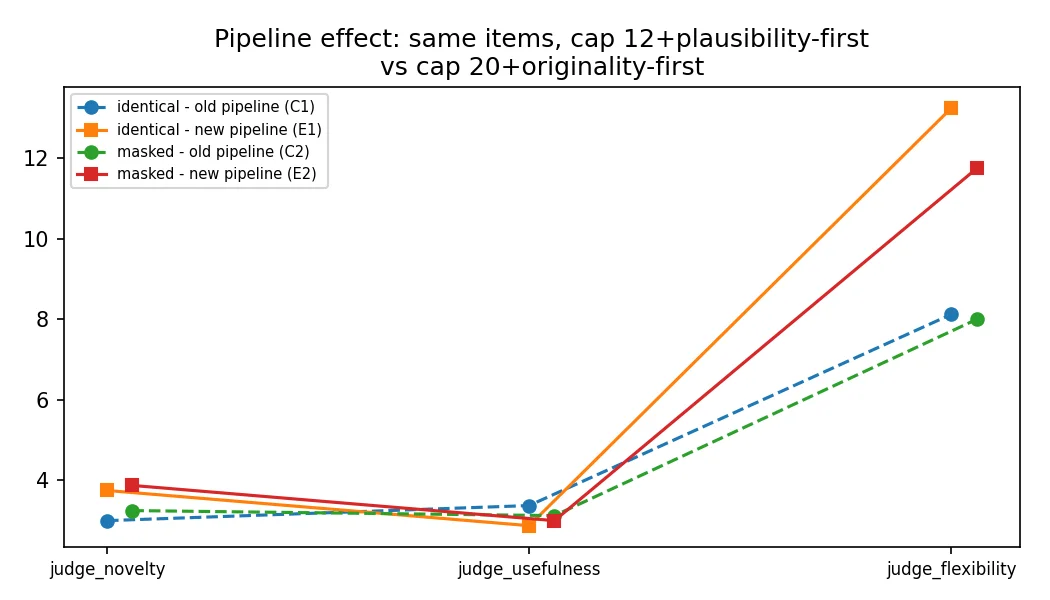 Pipeline effect: same items, cap 12+plausibility-first
vs cap 20+originality-first
identical - old pipeline (C1)
identical - new pipeline (E1)
masked - old pipeline (C2)
masked - new pipeline (E2)
12
10
8
6
4
judge_novelty
judge_usefulness
judge_flexibility